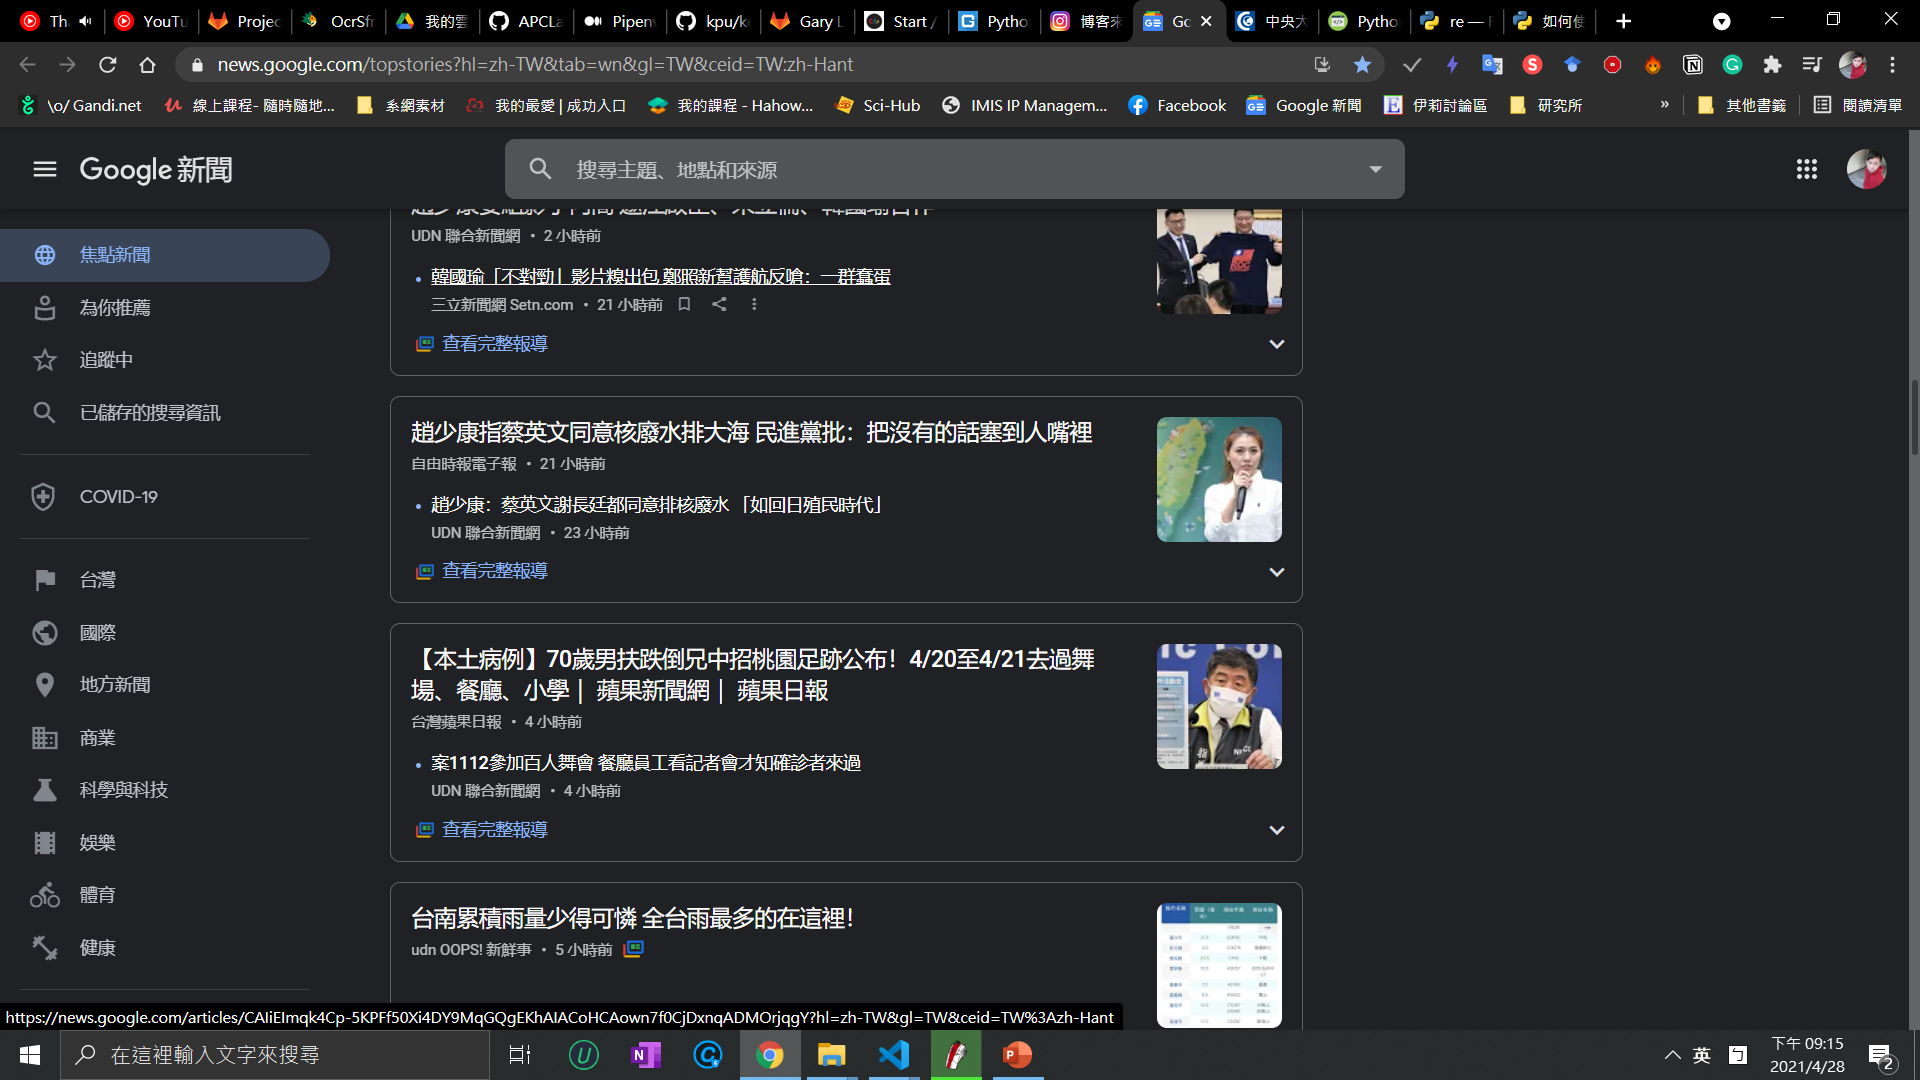 Th
YouTu
Projec
OcrSfr
我的雲
APCLa
Pipenv
kpu/ke
Gary L
Start /
Pytho
博客來
Go
中央大
Pytho
re — P
如何使
news.google.com/topstories?hl=zh-TW&tab=wn&gl=TW&ceid=TW:zh-Hant
\o/ Gandi.net
線上課程- 隨時隨地...
系網素材
我的最愛 | 成功入口
我的課程 - Hahow...
Sci-Hub
IMIS IP Managem...
Facebook
Google 新聞
伊莉討論區
研究所
»
其他書籤
閱讀清單
Google 新聞
搜尋主題、地點和來源
焦點新聞
為你推薦
追蹤中
已儲存的搜尋資訊
COVID-19
台灣
國際
地方新聞
商業
科學與科技
娛樂
體育
健康
UDN 聯合新聞網 • 2 小時前
韓國瑜「不對勁」影片糗出包 鄭照新幫護航反嗆：一群蠢蛋
三立新聞網 Setn.com • 21 小時前
查看完整報導
趙少康指蔡英文同意核廢水排大海 民進黨批：把沒有的話塞到人嘴裡
自由時報電子報 • 21 小時前
趙少康：蔡英文謝長廷都同意排核廢水 「如回日殖民時代」
UDN 聯合新聞網 • 23 小時前
查看完整報導
【本土病例】70歲男扶跌倒兄中招桃園足跡公布！4/20至4/21去過舞
場、餐廳、小學｜ 蘋果新聞網｜ 蘋果日報
台灣蘋果日報 • 4 小時前
案1112參加百人舞會 餐廳員工看記者會才知確診者來過
UDN 聯合新聞網 • 4 小時前
查看完整報導
台南累積雨量少得可憐 全台雨最多的在這裡！
udn OOPS! 新鮮事 • 5 小時前
https://news.google.com/articles/CAIiEImqk4Cp-5KPFf50Xi4DY9MqGQgEKhAIACoHCAown7f0CjDxnqADMOrjqgY?hl=zh-TW&gl=TW&ceid=TW%3Azh-Hant
在這裡輸入文字來搜尋
英
下午 09:15
2021/4/28
2